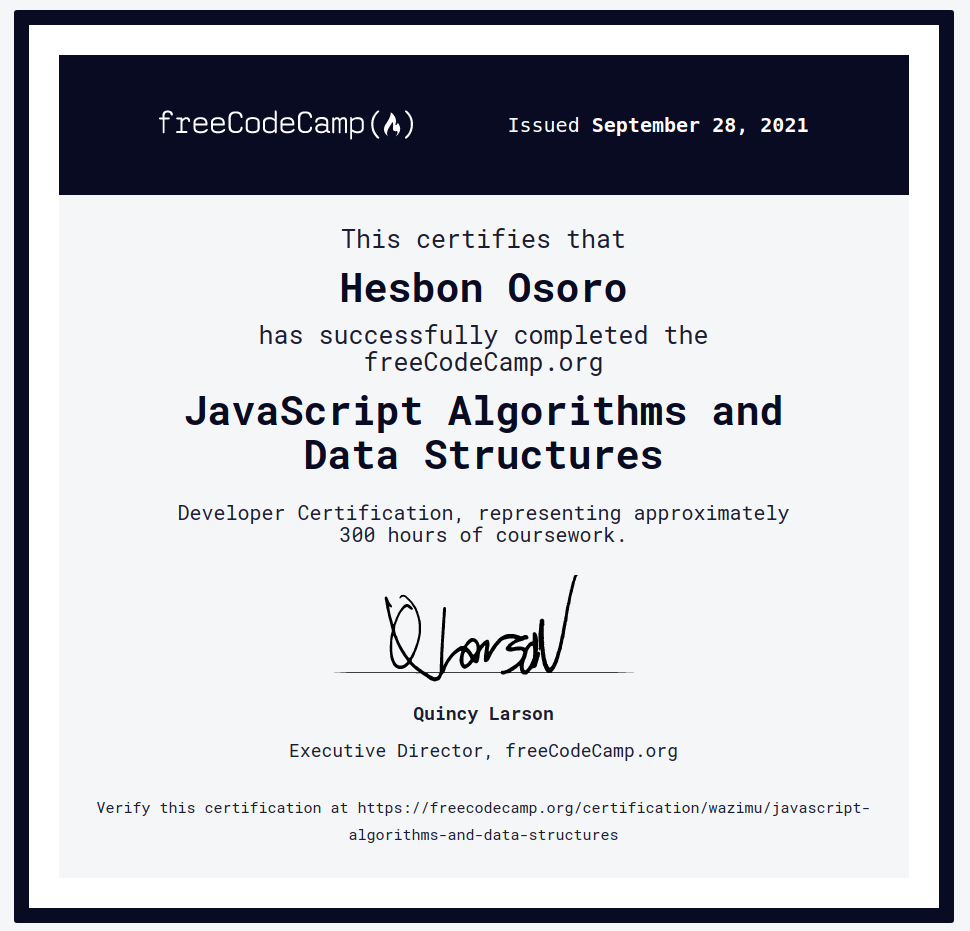 freeCodeCamp(🔥)
Issued September 28, 2021
This certifies that
Hesbon Osoro
has successfully completed the
freeCodeCamp.org
JavaScript Algorithms and
Data Structures
Developer Certification, representing approximately
300 hours of coursework.
QLarson
Quincy Larson
Executive Director, freeCodeCamp.org
Verify this certification at https://freecodecamp.org/certification/wazimu/javascript-
algorithms-and-data-structures